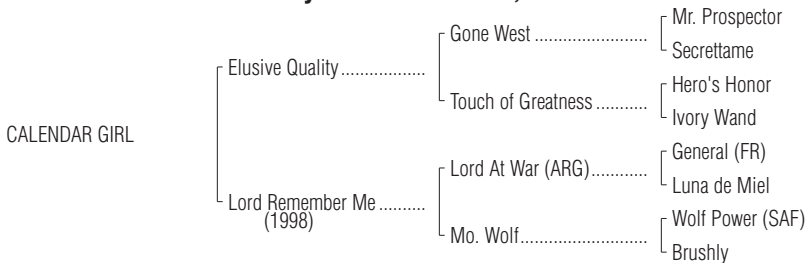 Mr. Prospector
Gone West
Secrettame
Elusive Quality
Hero's Honor
Touch of Greatness
Ivory Wand
CALENDAR GIRL
General (FR)
Lord At War (ARG)
Luna de Miel
Lord Remember Me
(1998)
Wolf Power (SAF)
Mo. Wolf
Brushly